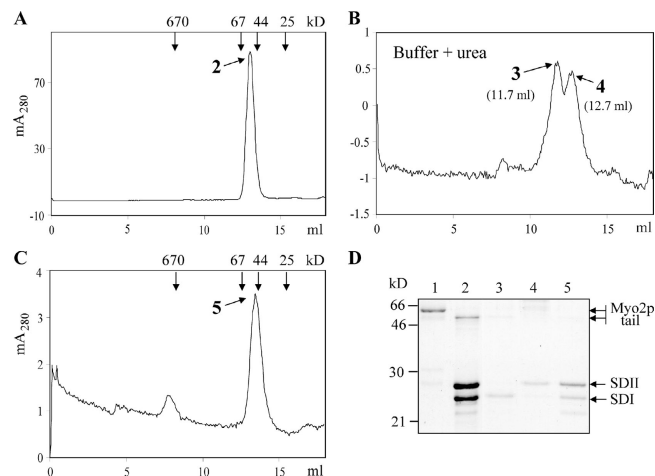 A
670 67 44 25 kD
2
mA280
70
30
-10
0 5 10 15 ml
B
Buffer + urea
3
(11.7 ml)
4
(12.7 ml)
mA280
1
0.5
0
-0.5
-1
-1.5
0 5 10 15 ml
C
670 67 44 25 kD
5
mA280
4
3
2
1
0
0 5 10 15 ml
D
kD 1 2 3 4 5
66
46
30
21
Myo2p
tail
SDII
SDI